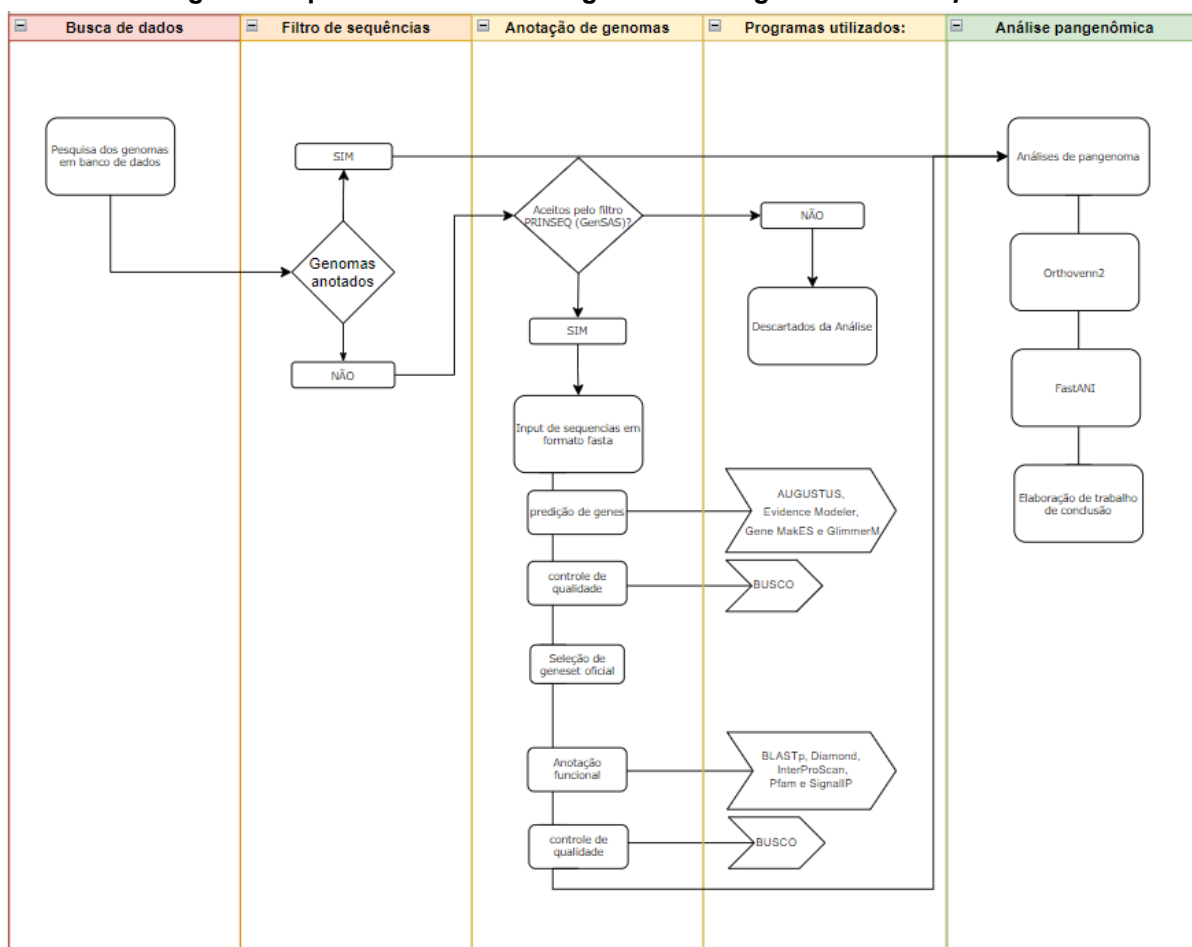 Busca de dados
Filtro de sequências
Anotação de genomas
Programas utilizados:
Análise pangenômica
Pesquisa dos genomas
em banco de dados
SIM
Genomas
anotados
NÃO
Aceitos pelo filtro
PRINSEQ (GenSAS)?
NÃO
Descartados da Análise
SIM
Input de sequencias em
formato fasta
predição de genes
AUGUSTUS,
Evidence Modeler,
Gene MakES e GlimmerM
controle de
qualidade
BUSCO
Seleção de
geneset oficial
Anotação
funcional
BLASTp, Diamond,
InterProScan,
Pfam e SignalIP
controle de
qualidade
BUSCO
Análises de pangenoma
Orthovenn2
FastANI
Elaboração de trabalho
de conclusão